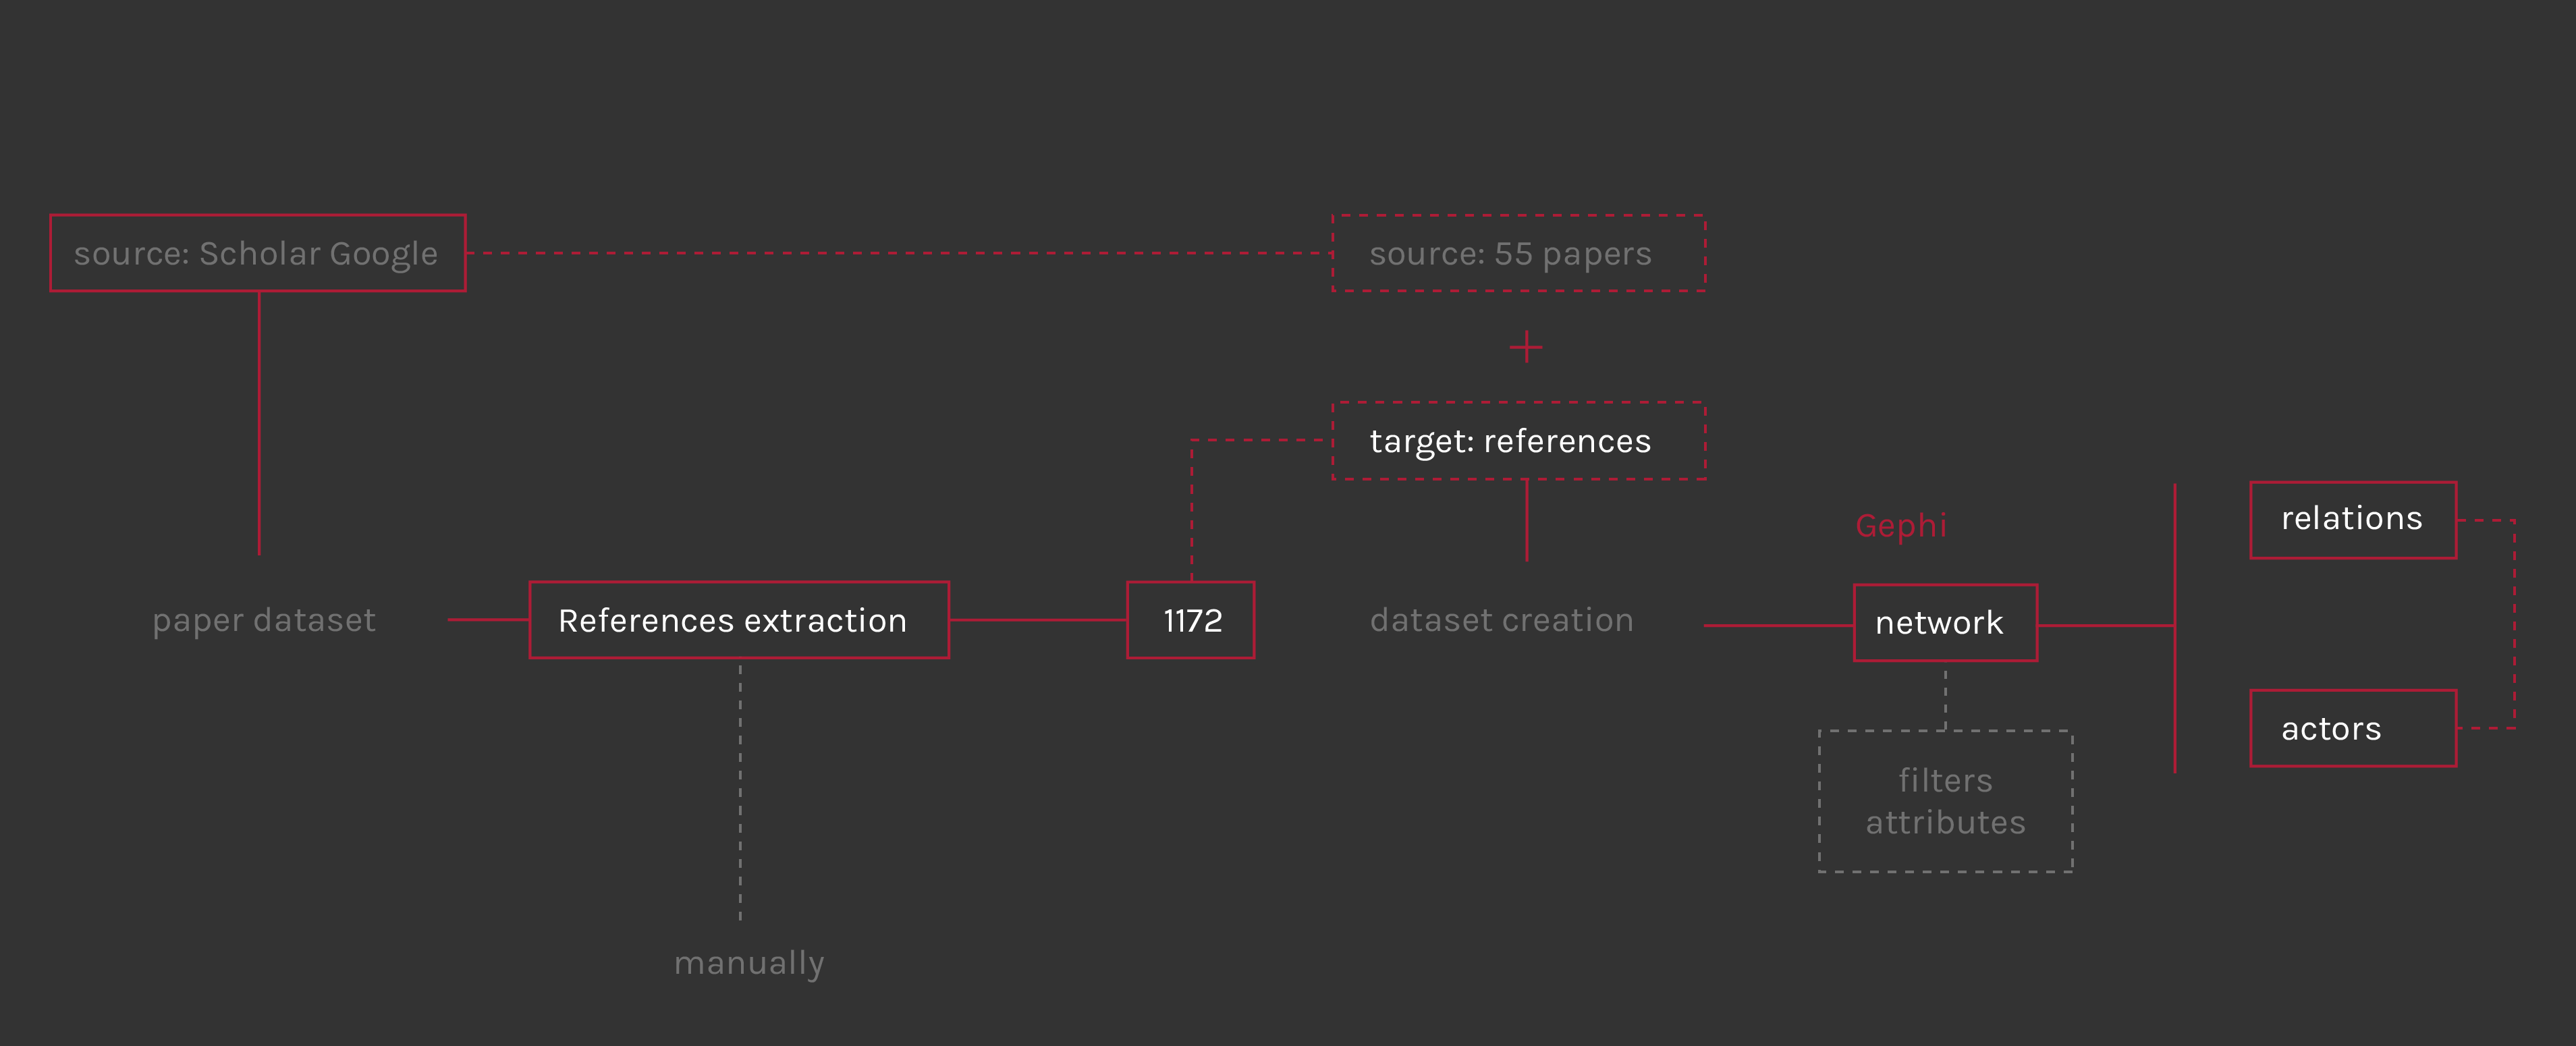 source: Scholar Google
source: 55 papers
+
target: references
Gephi
relations
paper dataset
References extraction
1172
dataset creation
network
actors
filters
attributes
manually